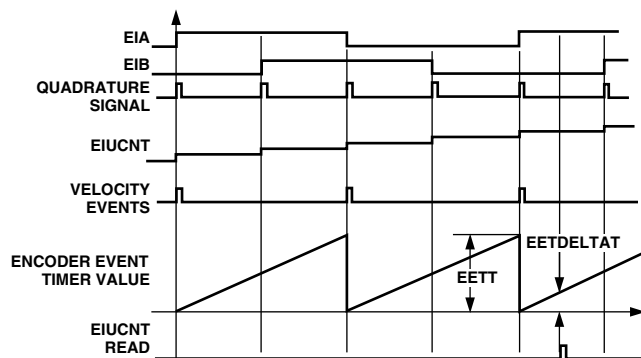 EIA
EIB
QUADRATURE
SIGNAL
EIUCNT
VELOCITY
EVENTS
ENCODER EVENT
TIMER VALUE
EETT
EETDELTAT
EIUCNT
READ